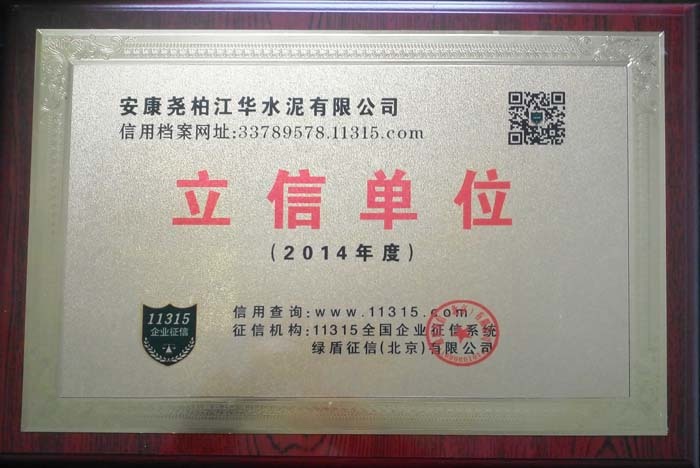 安康尧柏江华水泥有限公司
信用档案网址:33789578.11315.com
立信单位
(2014年度)
11315
企业征信
信用查询:www.11315.com
征信机构:11315全国企业征信系统
绿盾征信(北京)有限公司